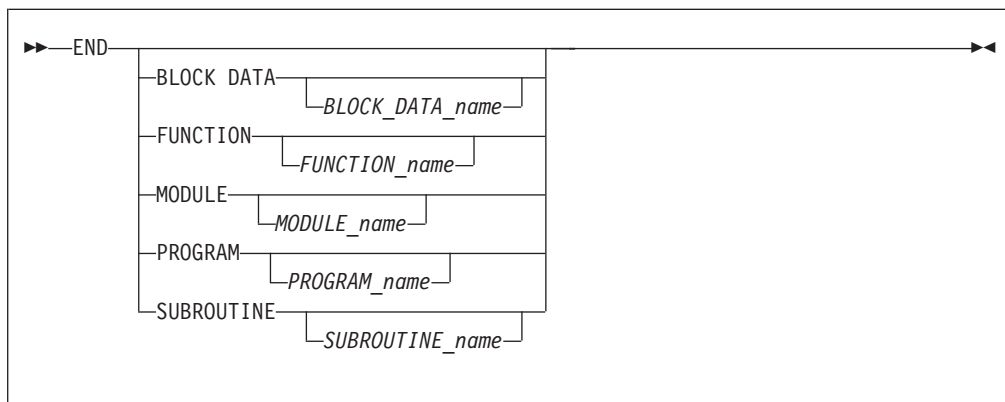 END
BLOCK DATA
BLOCK_DATA_name
FUNCTION
FUNCTION_name
MODULE
MODULE_name
PROGRAM
PROGRAM_name
SUBROUTINE
SUBROUTINE_name